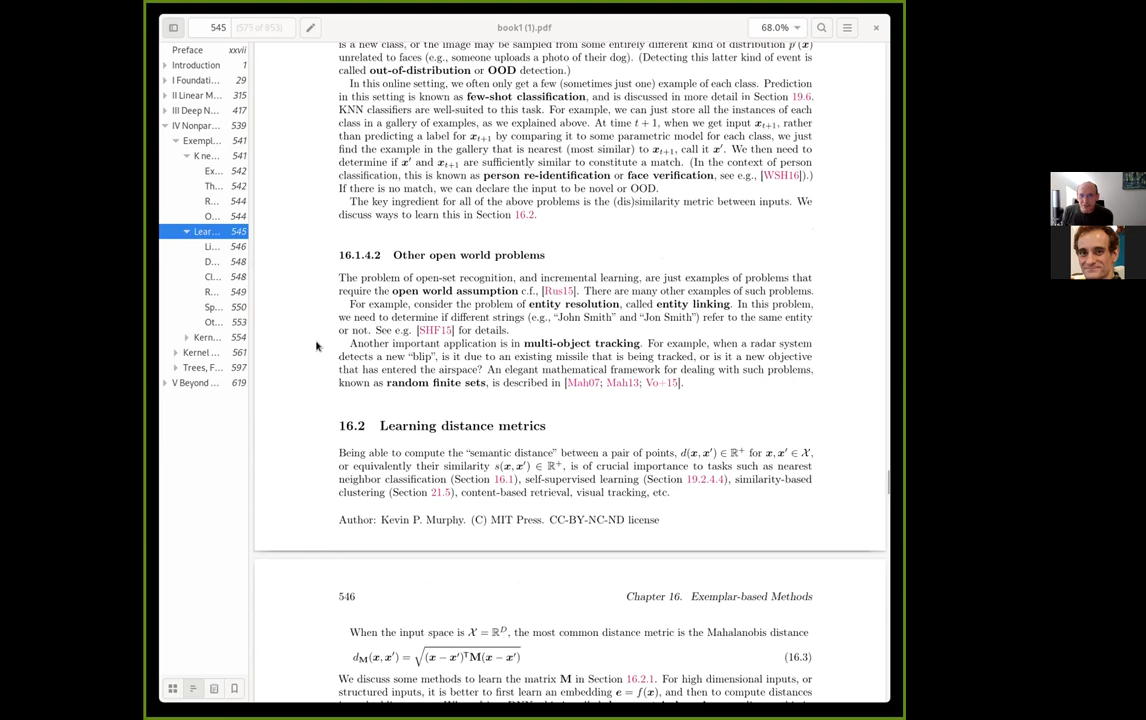 545
(575 of 853)
book1 (1).pdf
68.0%
Preface xxvii
Introduction 1
I Foundati... 29
II Linear M... 315
III Deep N... 417
IV Nonpar... 539
Exempl... 541
K ne... 541
Ex... 542
Th... 542
R... 544
O... 544
Lear... 545
Li... 546
D... 548
Cl... 548
R... 549
Sp... 550
Ot... 553
Kern... 554
Kernel ... 561
Trees, F... 597
V Beyond ... 619
is a new class, or the image may be sampled from some entirely different kind of distribution p′(x)
unrelated to faces (e.g., someone uploads a photo of their dog). (Detecting this latter kind of event is
called out-of-distribution or OOD detection.)
In this online setting, we often only get a few (sometimes just one) example of each class. Prediction
in this setting is known as few-shot classification, and is discussed in more detail in Section 19.6.
KNN classifiers are well-suited to this task. For example, we can just store all the instances of each
class in a gallery of examples, as we explained above. At time t + 1, when we get input xt+1, rather
than predicting a label for xt+1 by comparing it to some parametric model for each class, we just
find the example in the gallery that is nearest (most similar) to xt+1, call it x′. We then need to
determine if x′ and xt+1 are sufficiently similar to constitute a match. (In the context of person
classification, this is known as person re-identification or face verification, see e.g., [WSH16]).)
If there is no match, we can declare the input to be novel or OOD.
The key ingredient for all of the above problems is the (dis)similarity metric between inputs. We
discuss ways to learn this in Section 16.2.
16.1.4.2 Other open world problems
The problem of open-set recognition, and incremental learning, are just examples of problems that
require the open world assumption c.f., [Rus15]. There are many other examples of such problems.
For example, consider the problem of entity resolution, called entity linking. In this problem,
we need to determine if different strings (e.g., “John Smith” and “Jon Smith”) refer to the same entity
or not. See e.g. [SHF15] for details.
Another important application is in multi-object tracking. For example, when a radar system
detects a new “blip”, is it due to an existing missile that is being tracked, or is it a new objective
that has entered the airspace? An elegant mathematical framework for dealing with such problems,
known as random finite sets, is described in [Mah07; Mah13; Vo+15].
16.2 Learning distance metrics
Being able to compute the “semantic distance” between a pair of points, d(x, x′) ∈ ℝ+ for x, x′ ∈ 𝒳,
or equivalently their similarity s(x, x′) ∈ ℝ+, is of crucial importance to tasks such as nearest
neighbor classification (Section 16.1), self-supervised learning (Section 19.2.4.4), similarity-based
clustering (Section 21.5), content-based retrieval, visual tracking, etc.
Author: Kevin P. Murphy. (C) MIT Press. CC-BY-NC-ND license
546 Chapter 16. Exemplar-based Methods
When the input space is 𝒳 = ℝD, the most common distance metric is the Mahalanobis distance
dM(x, x′) = √(x − x′)ᵀM(x − x′) (16.3)
We discuss some methods to learn the matrix M in Section 16.2.1. For high dimensional inputs, or
structured inputs, it is better to first learn an embedding e = f(x), and then to compute distances